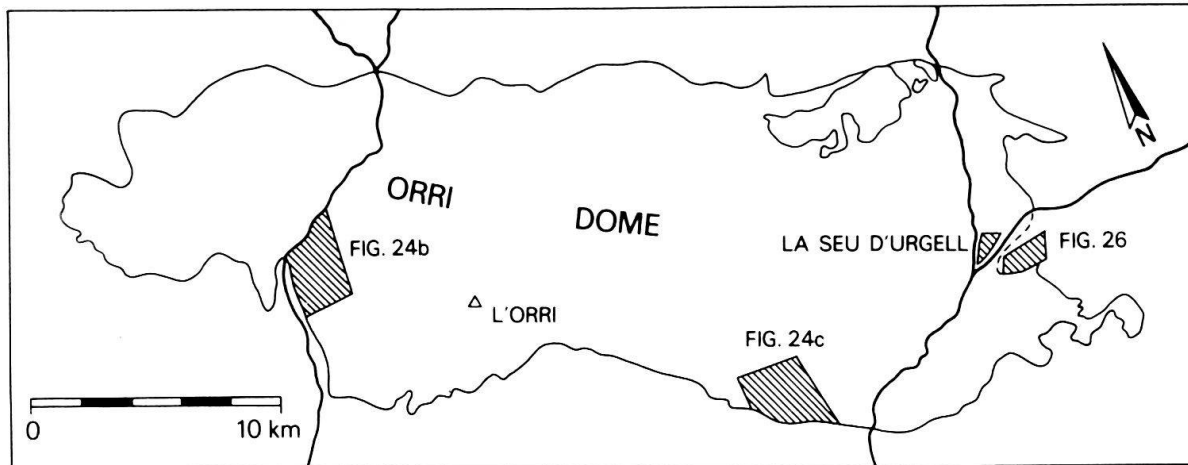 N
ORRI
DOME
FIG. 24b
LA SEU D'URGELL
FIG. 26
L'ORRI
FIG. 24c
0
10 km